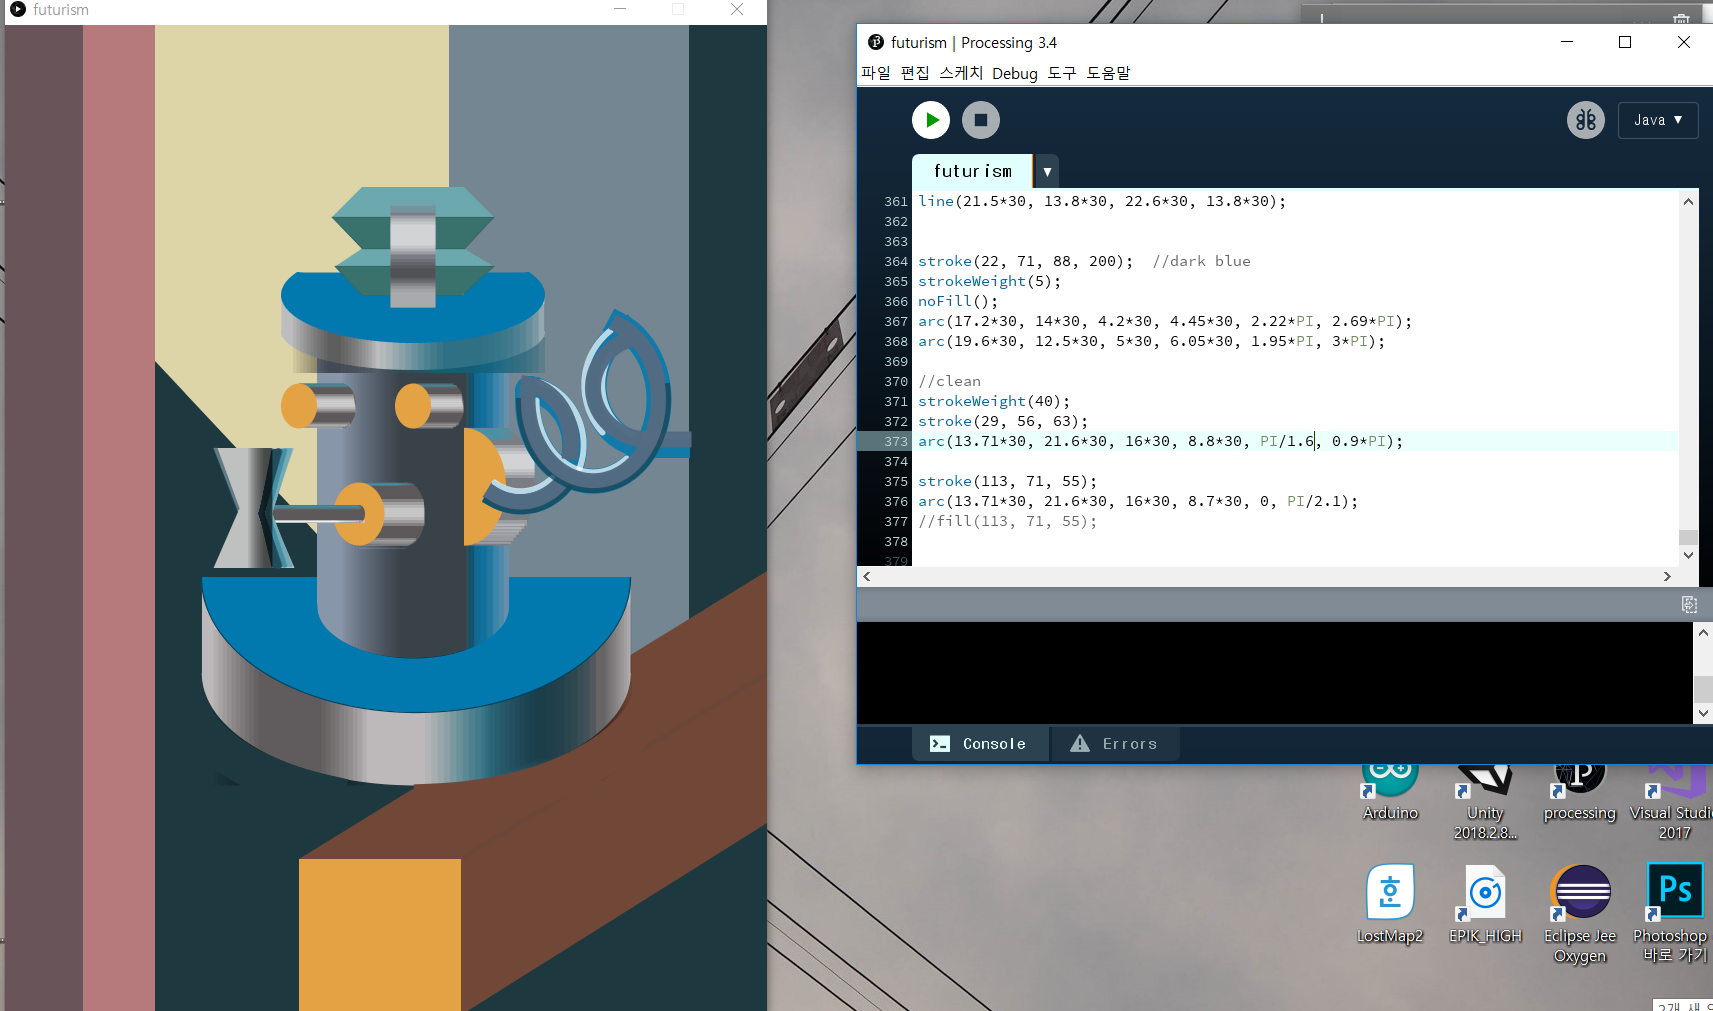 futurism
futurism | Processing 3.4
파일 편집 스케치 Debug 도구 도움말
Java ▼
futurism ▼
361 line(21.5*30, 13.8*30, 22.6*30, 13.8*30);
362
363
364 stroke(22, 71, 88, 200);  //dark blue
365 strokeWeight(5);
366 noFill();
367 arc(17.2*30, 14*30, 4.2*30, 4.45*30, 2.22*PI, 2.69*PI);
368 arc(19.6*30, 12.5*30, 5*30, 6.05*30, 1.95*PI, 3*PI);
369
370 //clean
371 strokeWeight(40);
372 stroke(29, 56, 63);
373 arc(13.71*30, 21.6*30, 16*30, 8.8*30, PI/1.6, 0.9*PI);
374
375 stroke(113, 71, 55);
376 arc(13.71*30, 21.6*30, 16*30, 8.7*30, 0, PI/2.1);
377 //fill(113, 71, 55);
378
379
Console Errors
Arduino
Unity 2018.2.8...
processing
Visual Studi 2017
LostMap2
EPIK_HIGH
Eclipse Jee Oxygen
Ps
Photoshop 바로 가기